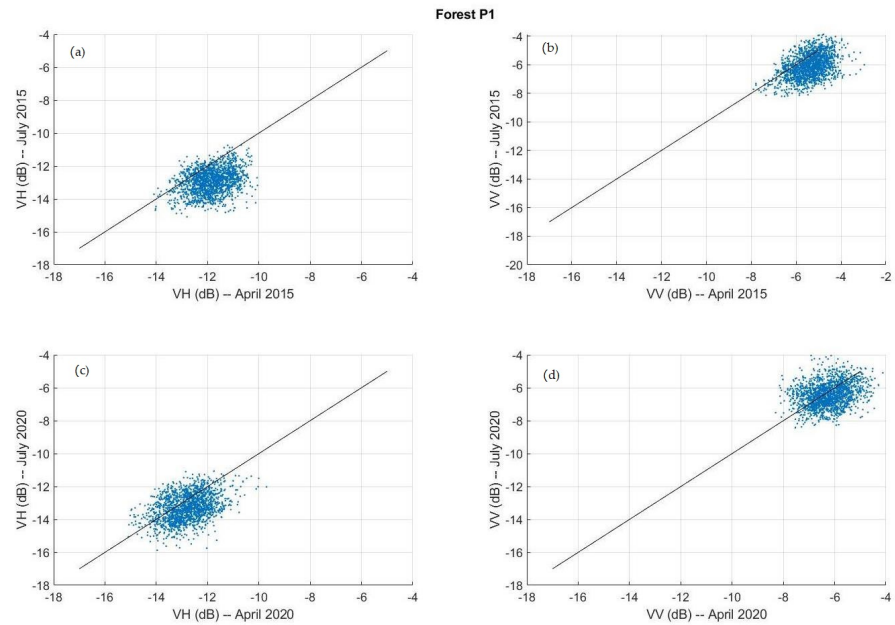 Forest P1
(a)
-4
-6
-8
-10
-12
-14
-16
-18
VH (dB) -- July 2015
-18 -16 -14 -12 -10 -8 -6 -4
VH (dB) -- April 2015
(b)
-4
-6
-8
-10
-12
-14
-16
-18
-20
VV (dB) -- July 2015
-18 -16 -14 -12 -10 -8 -6 -4 -2
VV (dB) -- April 2015
(c)
-4
-6
-8
-10
-12
-14
-16
-18
VH (dB) -- July 2020
-18 -16 -14 -12 -10 -8 -6 -4
VH (dB) -- April 2020
(d)
-4
-6
-8
-10
-12
-14
-16
-18
VV (dB) -- July 2020
-18 -16 -14 -12 -10 -8 -6 -4
VV (dB) -- April 2020